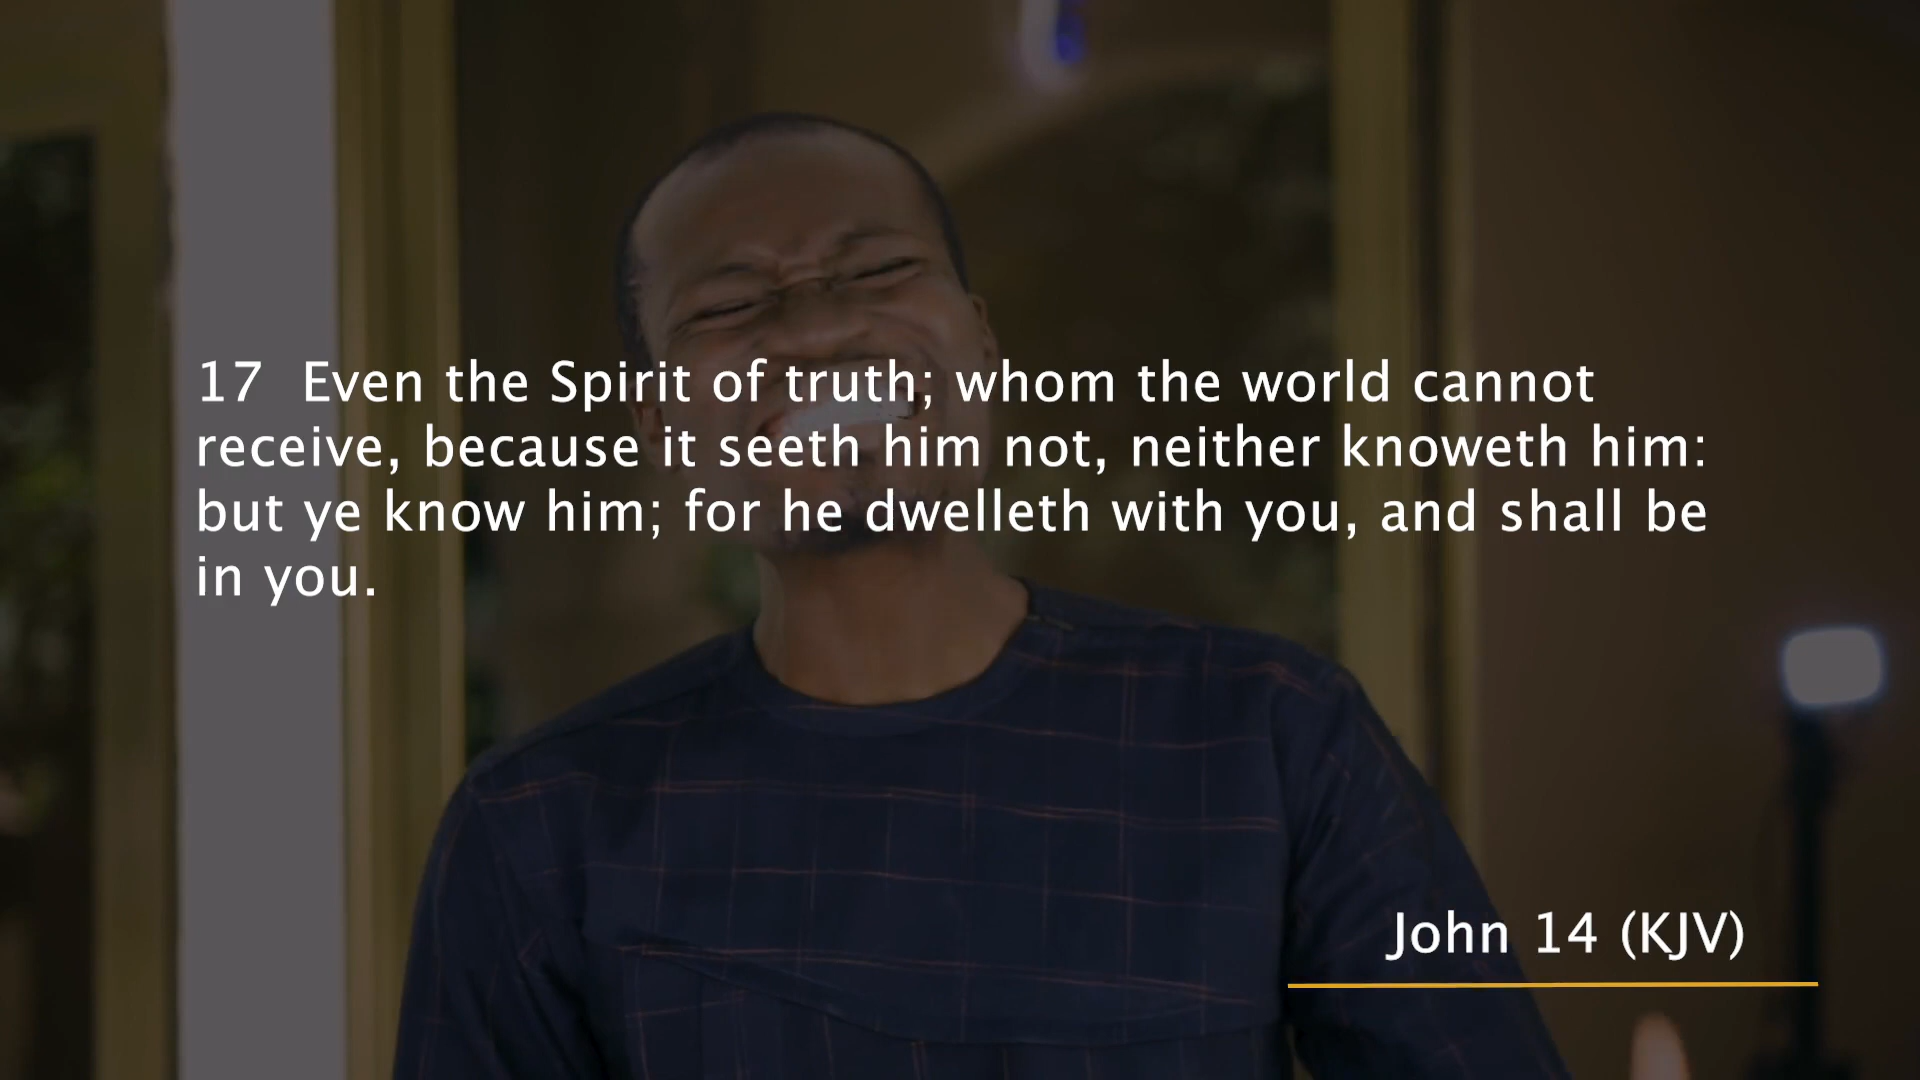 17 Even the Spirit of truth; whom the world cannot
receive, because it seeth him not, neither knoweth him:
but ye know him; for he dwelleth with you, and shall be
in you.
John 14 (KJV)